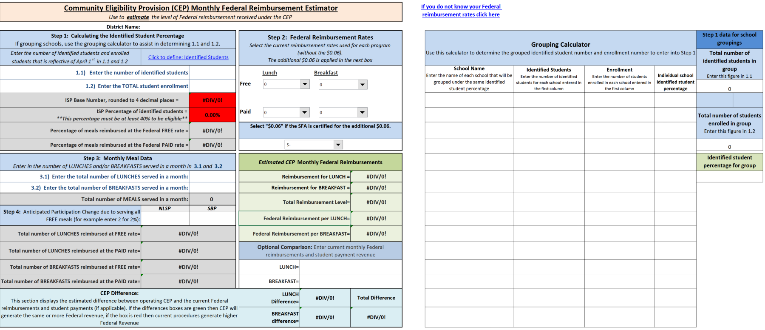 Community Eligibility Provision (CEP) Monthly Federal Reimbursement Estimator
Use to estimate the level of Federal reimbursement received under the CEP
District Name:
Step 1: Calculating the Identified Student Percentage
If grouping schools, use the grouping calculator to assist in determining 1.1 and 1.2.
Enter the number of identified students and enrolled
students that is reflective of April 1st in 1.1 and 1.2
Click to define Identified Students
1.1) Enter the number of identified students
1.2) Enter the TOTAL student enrollment
ISP Base Number, rounded to 4 decimal places =
#DIV/0!
ISP Percentage of identified students =
**This percentage must be at least 40% to be eligible**
0.00%
Percentage of meals reimbursed at the Federal FREE rate =
#DIV/0!
Percentage of meals reimbursed at the Federal PAID rate =
#DIV/0!
Step 2: Federal Reimbursement Rates
Select the current reimbursement rates used for each program
(without the $0.06).
The additional $0.06 is applied in the next box
Lunch Breakfast
Free 0 0
Paid 0 0
Select "$0.06" if the SFA is certified for the additional $0.06.
Step 3: Monthly Meal Data
Enter in the number of LUNCHES and/or BREAKFASTS served in a month in 3.1 and 3.2
3.1) Enter the total number of LUNCHES served in a month:
3.2) Enter the total number of BREAKFASTS served in a month:
Total number of MEALS served in a month:
0
Step 4: Anticipated Participation Change due to serving all
FREE meals (for example enter 2 for 2%):
NSLP SBP
Total number of LUNCHES reimbursed at FREE rate=
#DIV/0!
Total number of LUNCHES reimbursed at the PAID rate=
#DIV/0!
Total number of BREAKFASTS reimbursed at FREE rate=
#DIV/0!
Total number of BREAKFASTS reimbursed at the PAID rate=
#DIV/0!
Estimated CEP Monthly Federal Reimbursements
Reimbursement for LUNCH =
#DIV/0!
Reimbursement for BREAKFAST =
#DIV/0!
Total Reimbursement Level=
#DIV/0!
Federal Reimbursement per LUNCH=
#DIV/0!
Federal Reimbursement per BREAKFAST=
#DIV/0!
Optional Comparison: Enter current monthly Federal
reimbursements and student payment revenue
LUNCH=
BREAKFAST=
CEP Difference:
This section displays the estimated difference between operating CEP and the current Federal
reimbursements and student payments (if applicable). If the differences boxes are green then CEP will
generate the same or more Federal revenue, if the box is red then current procedures generate higher
Federal Revenue.
LUNCH
Difference=
#DIV/0!
Total Difference
BREAKFAST
difference=
#DIV/0!
#DIV/0!
If you do not know your Federal
reimbursement rates click here
Grouping Calculator
Use this calculator to determine the grouped identified student number and enrollment number to enter into Step 1
School Name
Enter the name of each school that will be
grouped under the same identified
student percentage
Identified Students
Enter the number of identified
students for each school entered in
the first column
Enrollment
Enter the number of students
enrolled in each school entered in
the first column
Individual school
identified student
percentage
Step 1 data for school
groupings
Total number of
identified students in
group
Enter this figure in 1.1
0
Total number of students
enrolled in group
Enter this figure in 1.2
0
Identified student
percentage for group